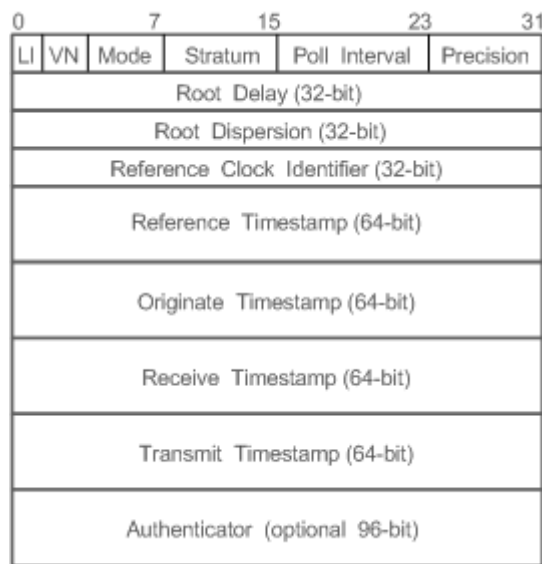 0 7 15 23 31
LI VN Mode Stratum Poll Interval Precision
Root Delay (32-bit)
Root Dispersion (32-bit)
Reference Clock Identifier (32-bit)
Reference Timestamp (64-bit)
Originate Timestamp (64-bit)
Receive Timestamp (64-bit)
Transmit Timestamp (64-bit)
Authenticator (optional 96-bit)